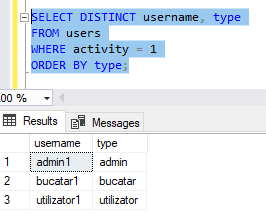 SELECT DISTINCT username, type
FROM users
WHERE activity = 1
ORDER BY type;
00 %
Results Messages
username type
1 admin1 admin
2 bucatar1 bucatar
3 utilizator1 utilizator